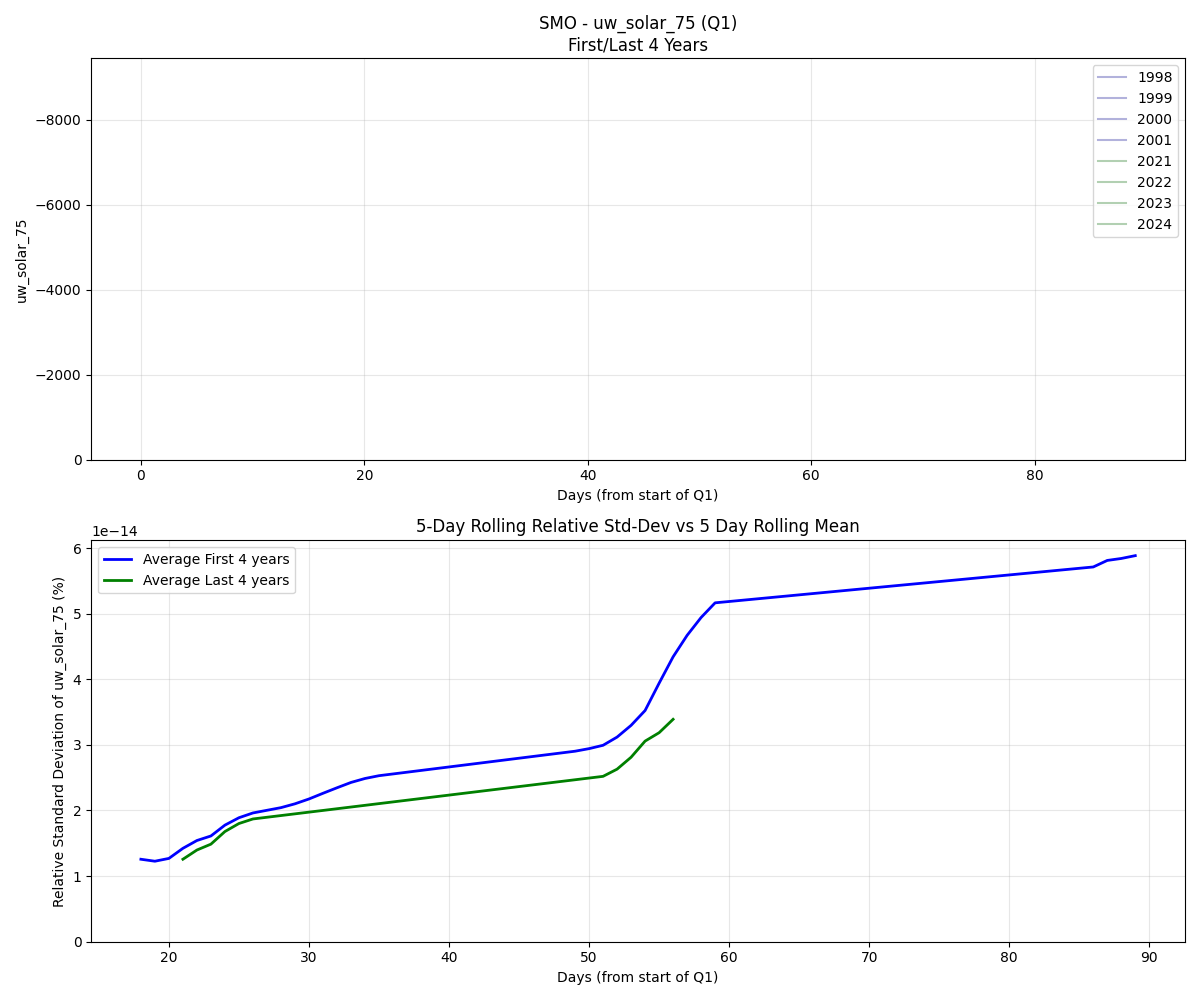 SMO - uw_solar_75 (Q1)
First/Last 4 Years
1998
1999
2000
2001
2021
2022
2023
2024
−8000
−6000
−4000
−2000
0
uw_solar_75
0 20 40 60 80
Days (from start of Q1)
5-Day Rolling Relative Std-Dev vs 5 Day Rolling Mean
1e−14
Average First 4 years
Average Last 4 years
6
5
4
3
2
1
0
Relative Standard Deviation of uw_solar_75 (%)
20 30 40 50 60 70 80 90
Days (from start of Q1)